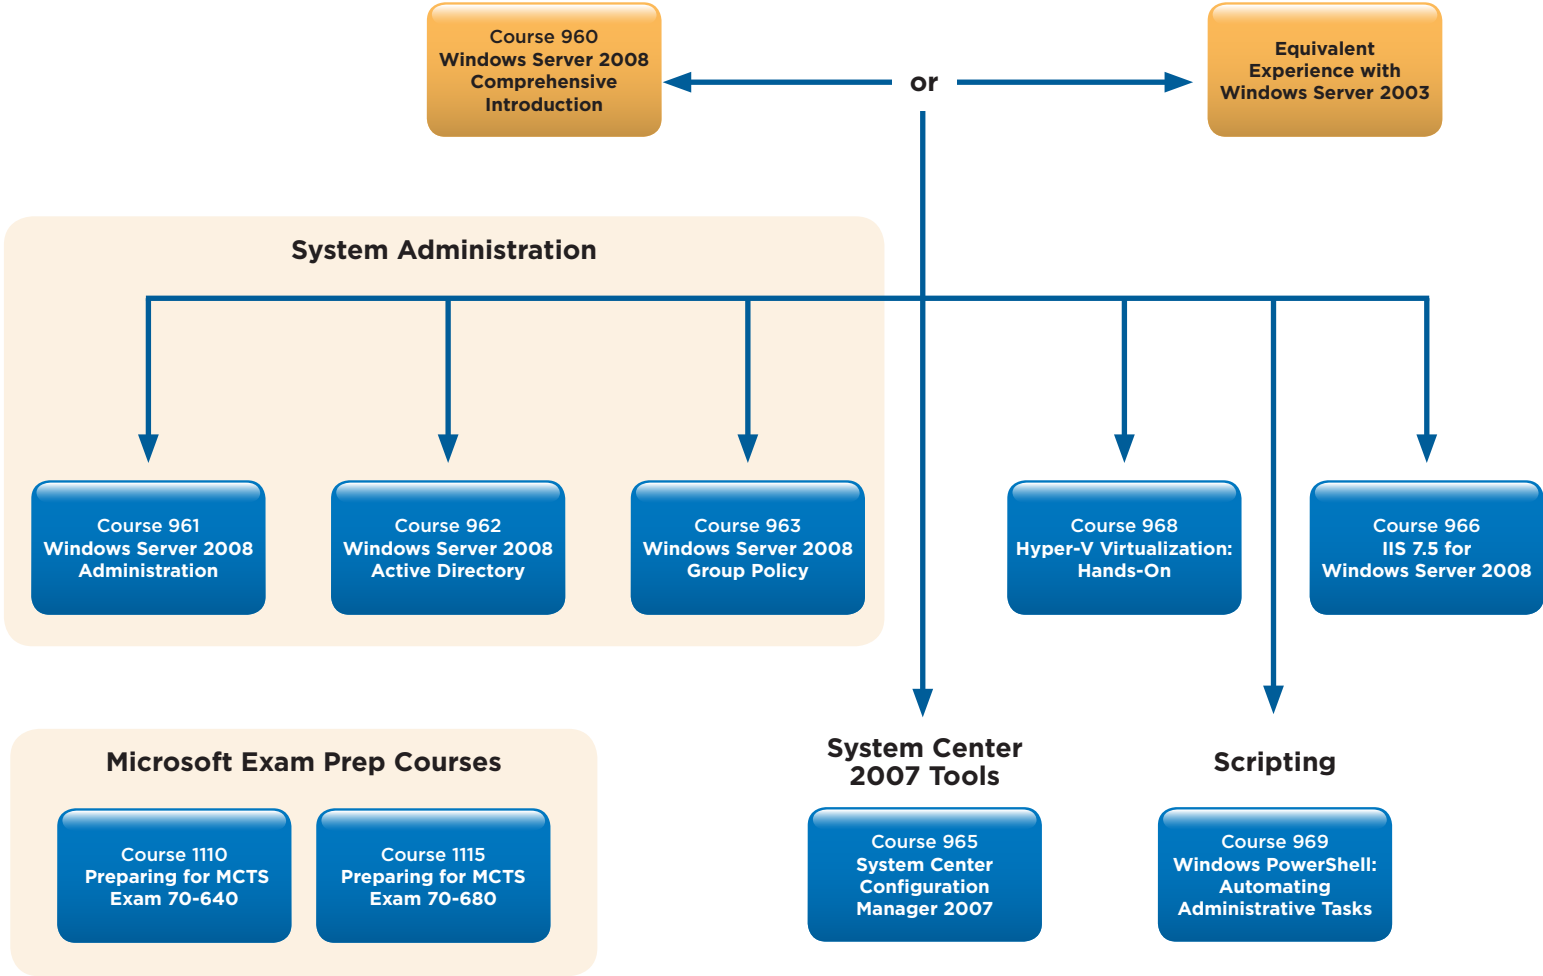 Course 960
Windows Server 2008
Comprehensive
Introduction
or
Equivalent
Experience with
Windows Server 2003
System Administration
Course 961
Windows Server 2008
Administration
Course 962
Windows Server 2008
Active Directory
Course 963
Windows Server 2008
Group Policy
Course 968
Hyper-V Virtualization:
Hands-On
Course 966
IIS 7.5 for
Windows Server 2008
Microsoft Exam Prep Courses
Course 1110
Preparing for MCTS
Exam 70-640
Course 1115
Preparing for MCTS
Exam 70-680
System Center
2007 Tools
Course 965
System Center
Configuration
Manager 2007
Scripting
Course 969
Windows PowerShell:
Automating
Administrative Tasks